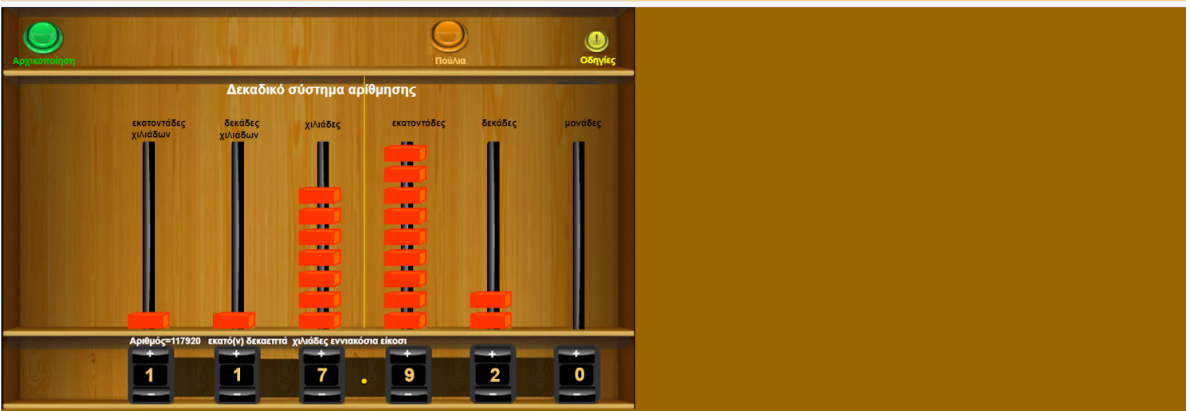 Αρχικοποίηση
Πούλια
Οδηγίες
Δεκαδικό σύστημα αρίθμησης
εκατοντάδες χιλιάδων
δεκάδες χιλιάδων
χιλιάδες
εκατοντάδες
δεκάδες
μονάδες
Αριθμός=117920 εκατό(ν) δεκαεπτά χιλιάδες εννιακόσια είκοσι
+ + + + + +
1 1 7 . 9 2 0
- - - - - -